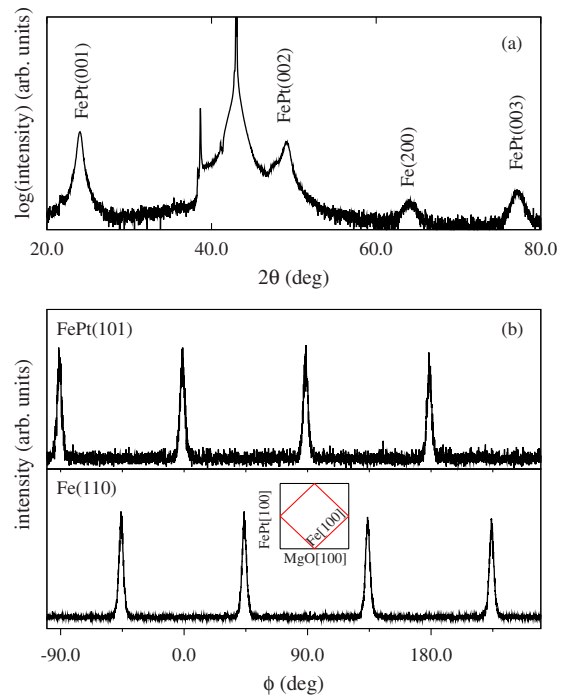 (a)
FePt(001)
FePt(002)
Fe(200)
FePt(003)
log(intensity) (arb. units)
20.0 40.0 60.0 80.0
2θ (deg)
FePt(101) (b)
Fe(110)
FePt[100]
Fe[100]
MgO[100]
intensity (arb. units)
-90.0 0.0 90.0 180.0
ϕ (deg)